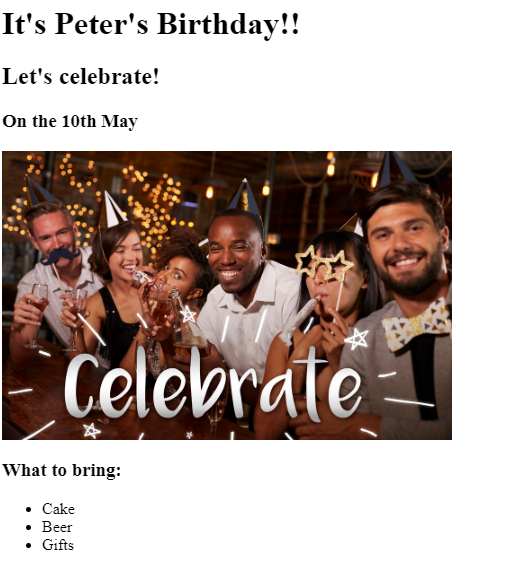 It's Peter's Birthday!!
Let's celebrate!
On the 10th May
Celebrate
What to bring:
Cake
Beer
Gifts